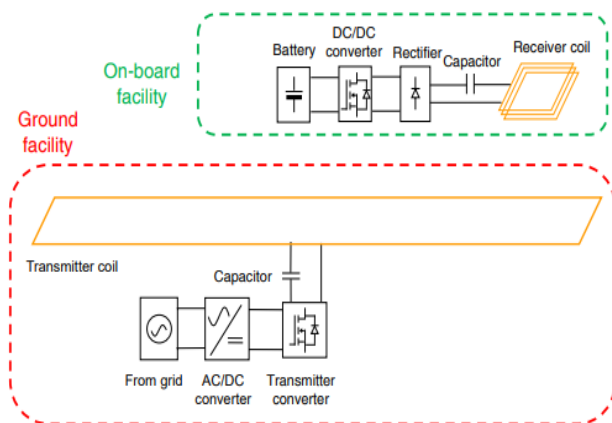 On-board
facility
Battery
DC/DC
converter
Rectifier
Capacitor
Receiver coil
Ground
facility
Transmitter coil
Capacitor
From grid
AC/DC
converter
Transmitter
converter